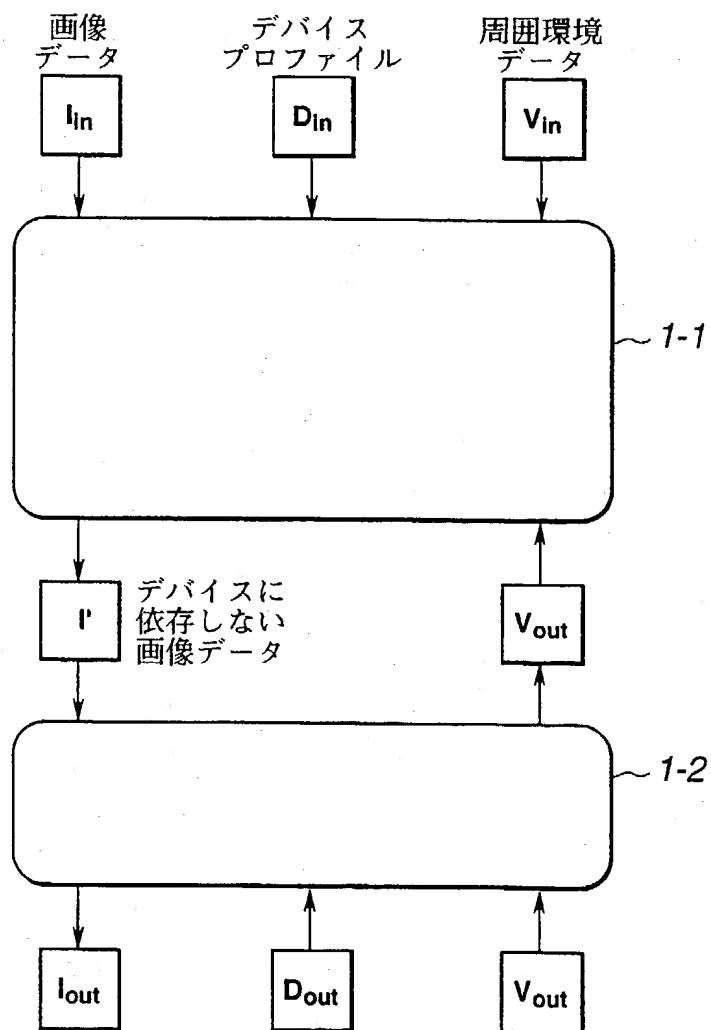 画像
データ
デバイス
プロファイル
周囲環境
データ
Iin
Din
Vin
1-1
I'
デバイスに
依存しない
画像データ
Vout
1-2
Iout
Dout
Vout